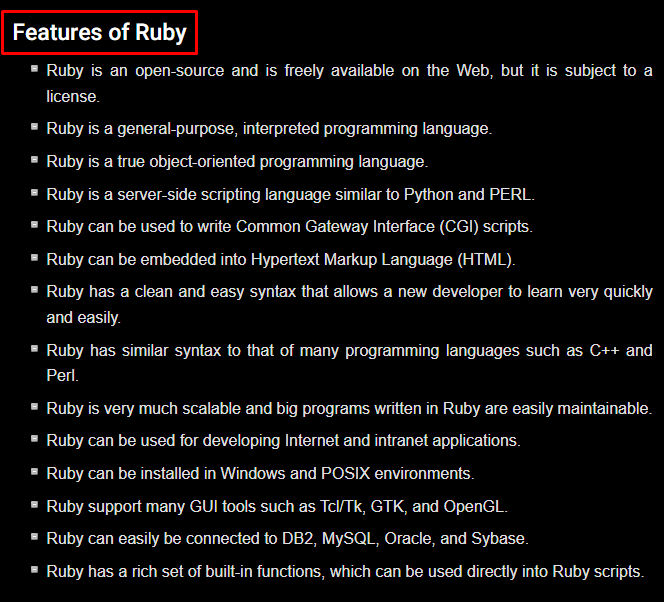 Features of Ruby
Ruby is an open-source and is freely available on the Web, but it is subject to a
license.
Ruby is a general-purpose, interpreted programming language.
Ruby is a true object-oriented programming language.
Ruby is a server-side scripting language similar to Python and PERL.
Ruby can be used to write Common Gateway Interface (CGI) scripts.
Ruby can be embedded into Hypertext Markup Language (HTML).
Ruby has a clean and easy syntax that allows a new developer to learn very quickly
and easily.
Ruby has similar syntax to that of many programming languages such as C++ and
Perl.
Ruby is very much scalable and big programs written in Ruby are easily maintainable.
Ruby can be used for developing Internet and intranet applications.
Ruby can be installed in Windows and POSIX environments.
Ruby support many GUI tools such as Tcl/Tk, GTK, and OpenGL.
Ruby can easily be connected to DB2, MySQL, Oracle, and Sybase.
Ruby has a rich set of built-in functions, which can be used directly into Ruby scripts.